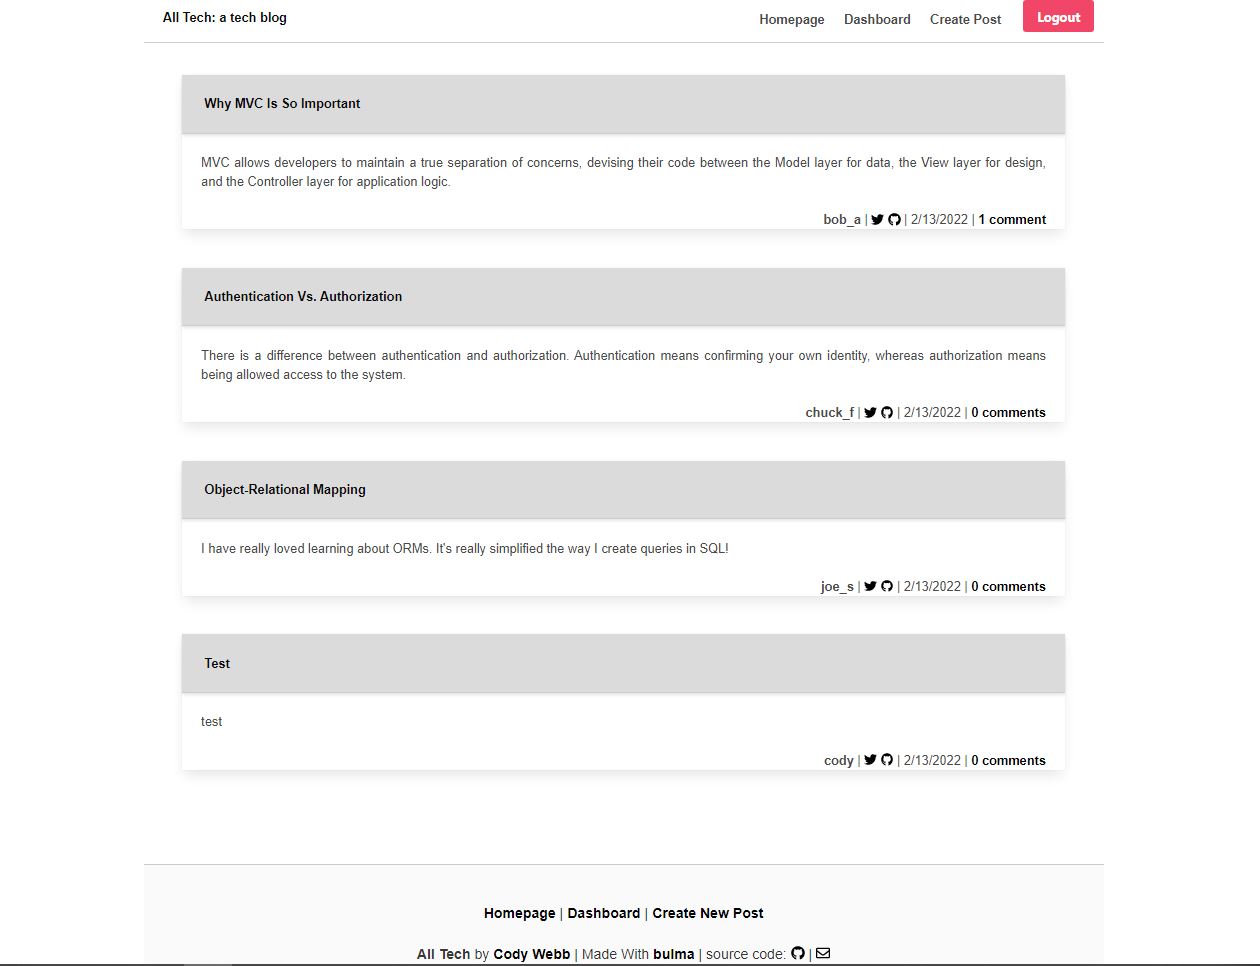 All Tech: a tech blog
Homepage Dashboard Create Post Logout
Why MVC Is So Important
MVC allows developers to maintain a true separation of concerns, devising their code between the Model layer for data, the View layer for design,
and the Controller layer for application logic.
bob_a | | 2/13/2022 | 1 comment
Authentication Vs. Authorization
There is a difference between authentication and authorization. Authentication means confirming your own identity, whereas authorization means
being allowed access to the system.
chuck_f | | 2/13/2022 | 0 comments
Object-Relational Mapping
I have really loved learning about ORMs. It's really simplified the way I create queries in SQL!
joe_s | | 2/13/2022 | 0 comments
Test
test
cody | | 2/13/2022 | 0 comments
Homepage | Dashboard | Create New Post
All Tech by Cody Webb | Made With bulma | source code: |